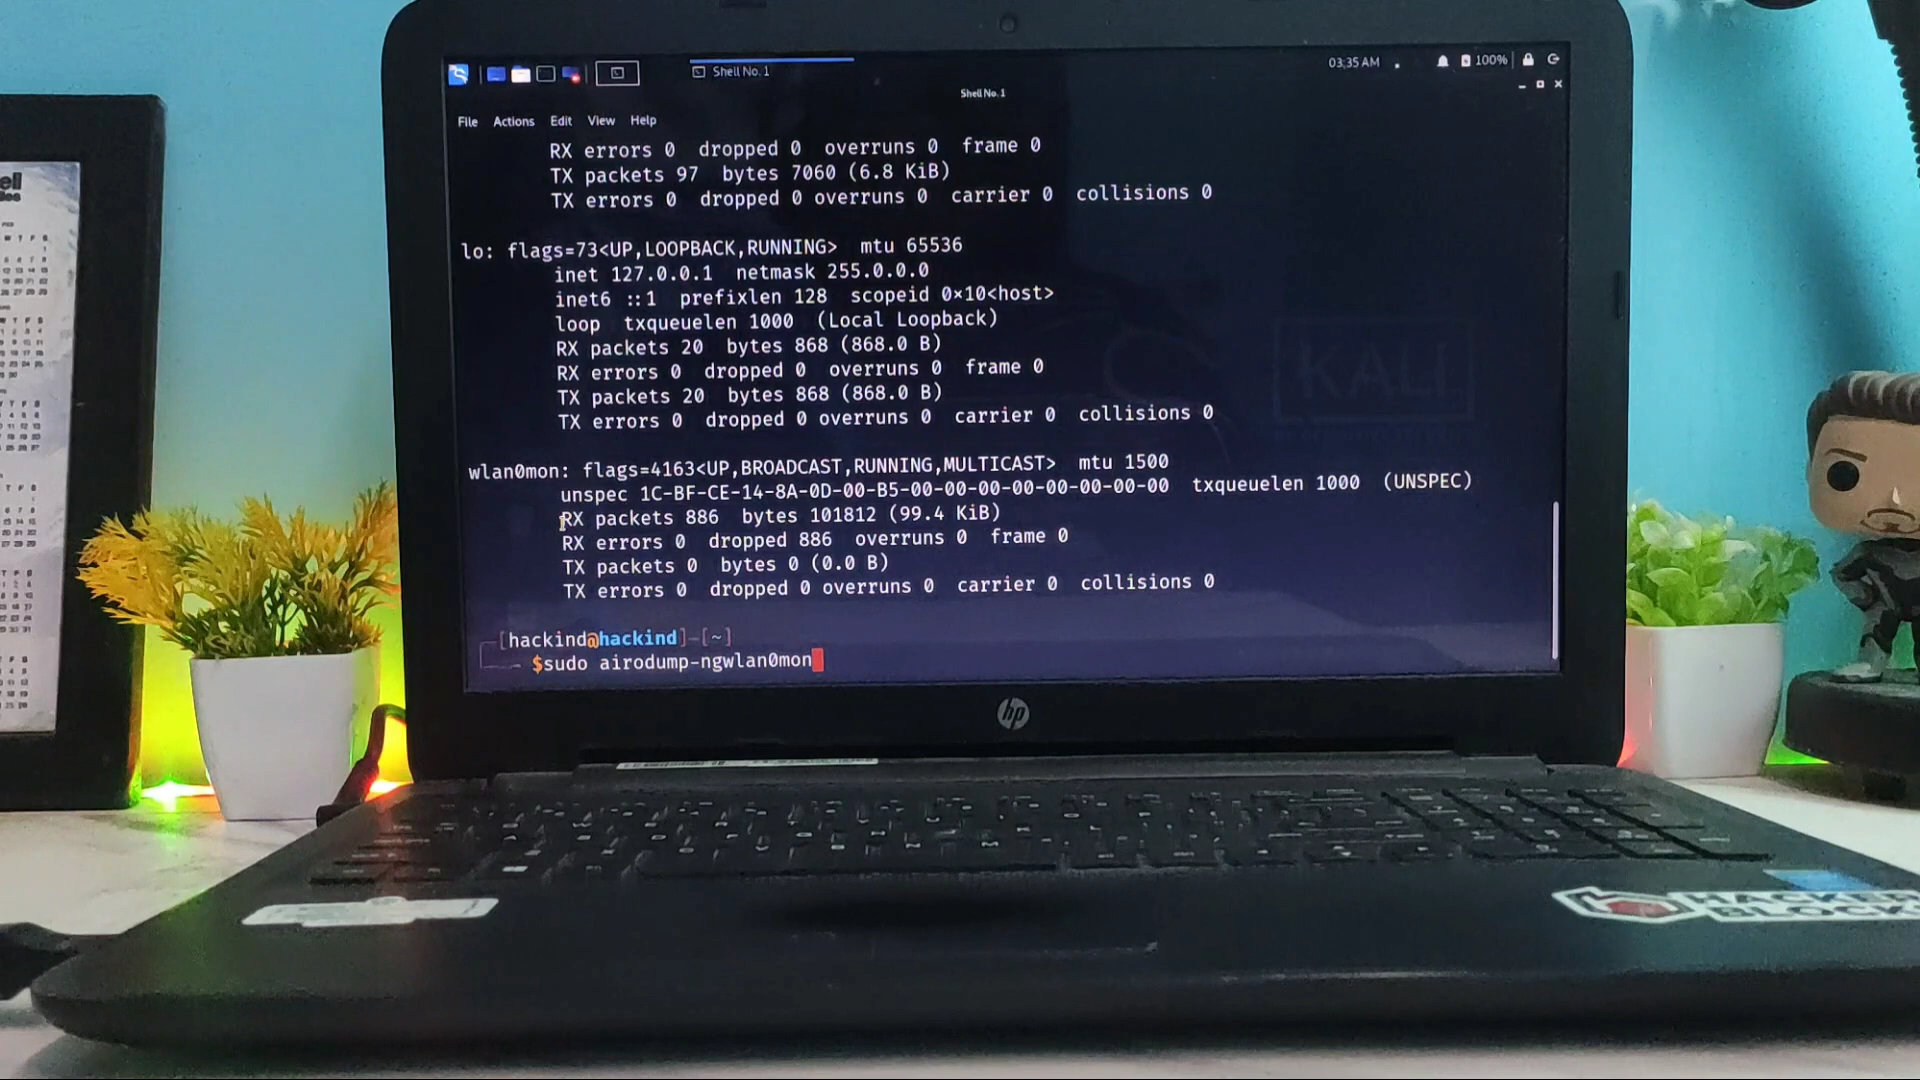 Shell No. 1
03:35 AM
100%
Shell No. 1
File Actions Edit View Help
RX errors 0 dropped 0 overruns 0 frame 0
TX packets 97 bytes 7060 (6.8 KiB)
TX errors 0 dropped 0 overruns 0 carrier 0 collisions 0
lo: flags=73<UP,LOOPBACK,RUNNING> mtu 65536
inet 127.0.0.1 netmask 255.0.0.0
inet6 ::1 prefixlen 128 scopeid 0×10<host>
loop txqueuelen 1000 (Local Loopback)
RX packets 20 bytes 868 (868.0 B)
RX errors 0 dropped 0 overruns 0 frame 0
TX packets 20 bytes 868 (868.0 B)
TX errors 0 dropped 0 overruns 0 carrier 0 collisions 0
wlan0mon: flags=4163<UP,BROADCAST,RUNNING,MULTICAST> mtu 1500
unspec 1C-BF-CE-14-8A-0D-00-B5-00-00-00-00-00-00-00-00 txqueuelen 1000 (UNSPEC)
RX packets 886 bytes 101812 (99.4 KiB)
RX errors 0 dropped 886 overruns 0 frame 0
TX packets 0 bytes 0 (0.0 B)
TX errors 0 dropped 0 overruns 0 carrier 0 collisions 0
[hackind@hackind]-[~]
$sudo airodump-ngwlan0mon
KALI
hp
HACKER
BLOCK